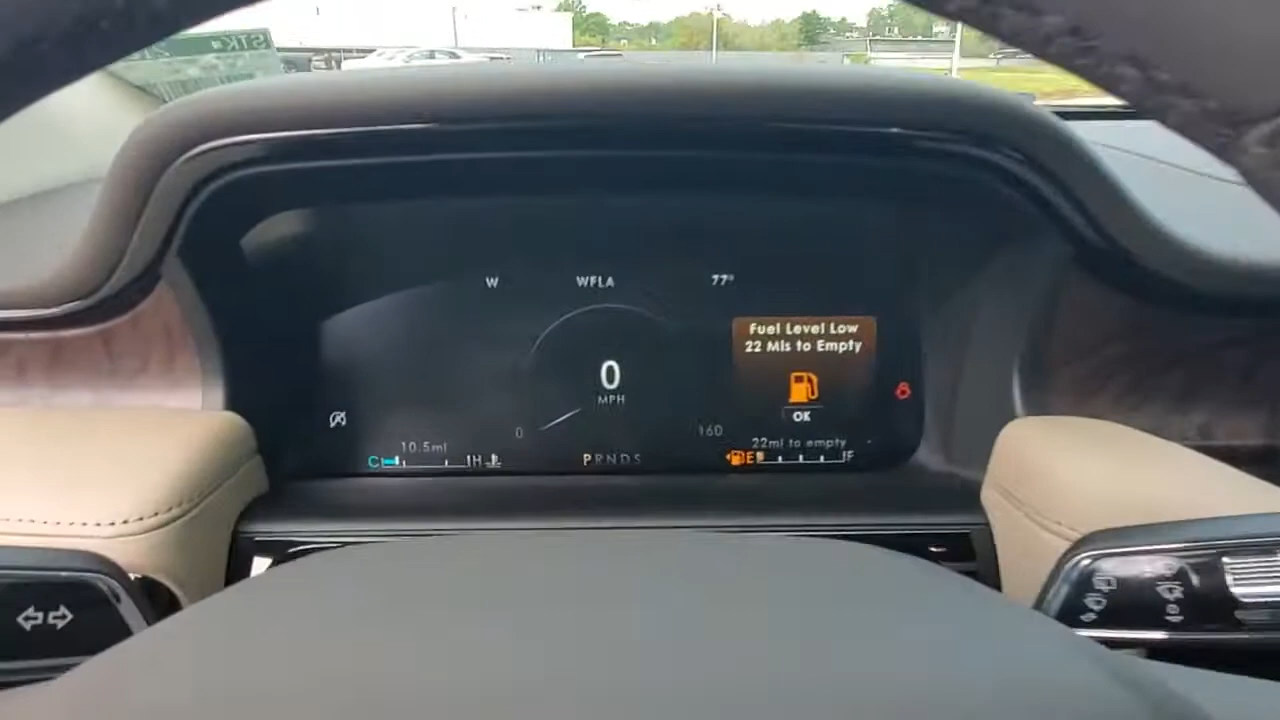 STK#
W
WFLA
77°
Fuel Level Low
22 Mls to Empty
0
MPH
OK
0
160
10.5mi
22mi to empty
C
H
PRNDS
E
F